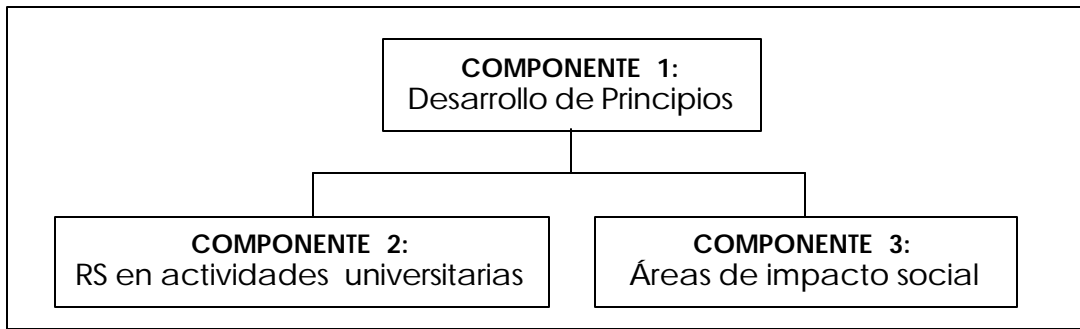 COMPONENTE 1:
Desarrollo de Principios
COMPONENTE 2:
RS en actividades universitarias
COMPONENTE 3:
Áreas de impacto social